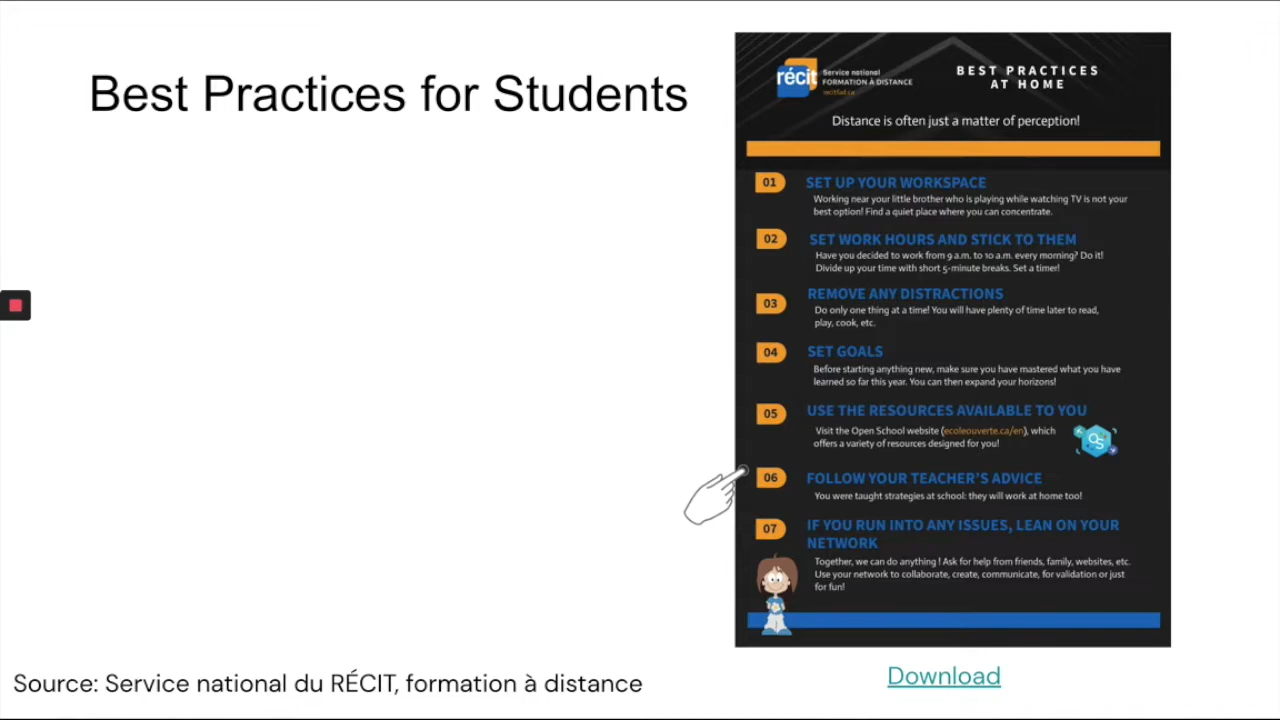 Best Practices for Students
récit
Service national
FORMATION À DISTANCE
recitfad.ca
BEST PRACTICES
AT HOME
Distance is often just a matter of perception!
01
SET UP YOUR WORKSPACE
Working near your little brother who is playing while watching TV is not your
best option! Find a quiet place where you can concentrate.
02
SET WORK HOURS AND STICK TO THEM
Have you decided to work from 9 a.m. to 10 a.m. every morning? Do it!
Divide up your time with short 5-minute breaks. Set a timer!
03
REMOVE ANY DISTRACTIONS
Do only one thing at a time! You will have plenty of time later to read,
play, cook, etc.
04
SET GOALS
Before starting anything new, make sure you have mastered what you have
learned so far this year. You can then expand your horizons!
05
USE THE RESOURCES AVAILABLE TO YOU
Visit the Open School website (ecoleouverte.ca/en), which
offers a variety of resources designed for you!
OS
06
FOLLOW YOUR TEACHER'S ADVICE
You were taught strategies at school: they will work at home too!
07
IF YOU RUN INTO ANY ISSUES, LEAN ON YOUR
NETWORK
Together, we can do anything ! Ask for help from friends, family, websites, etc.
Use your network to collaborate, create, communicate, for validation or just
for fun!
Source: Service national du RÉCIT, formation à distance
Download